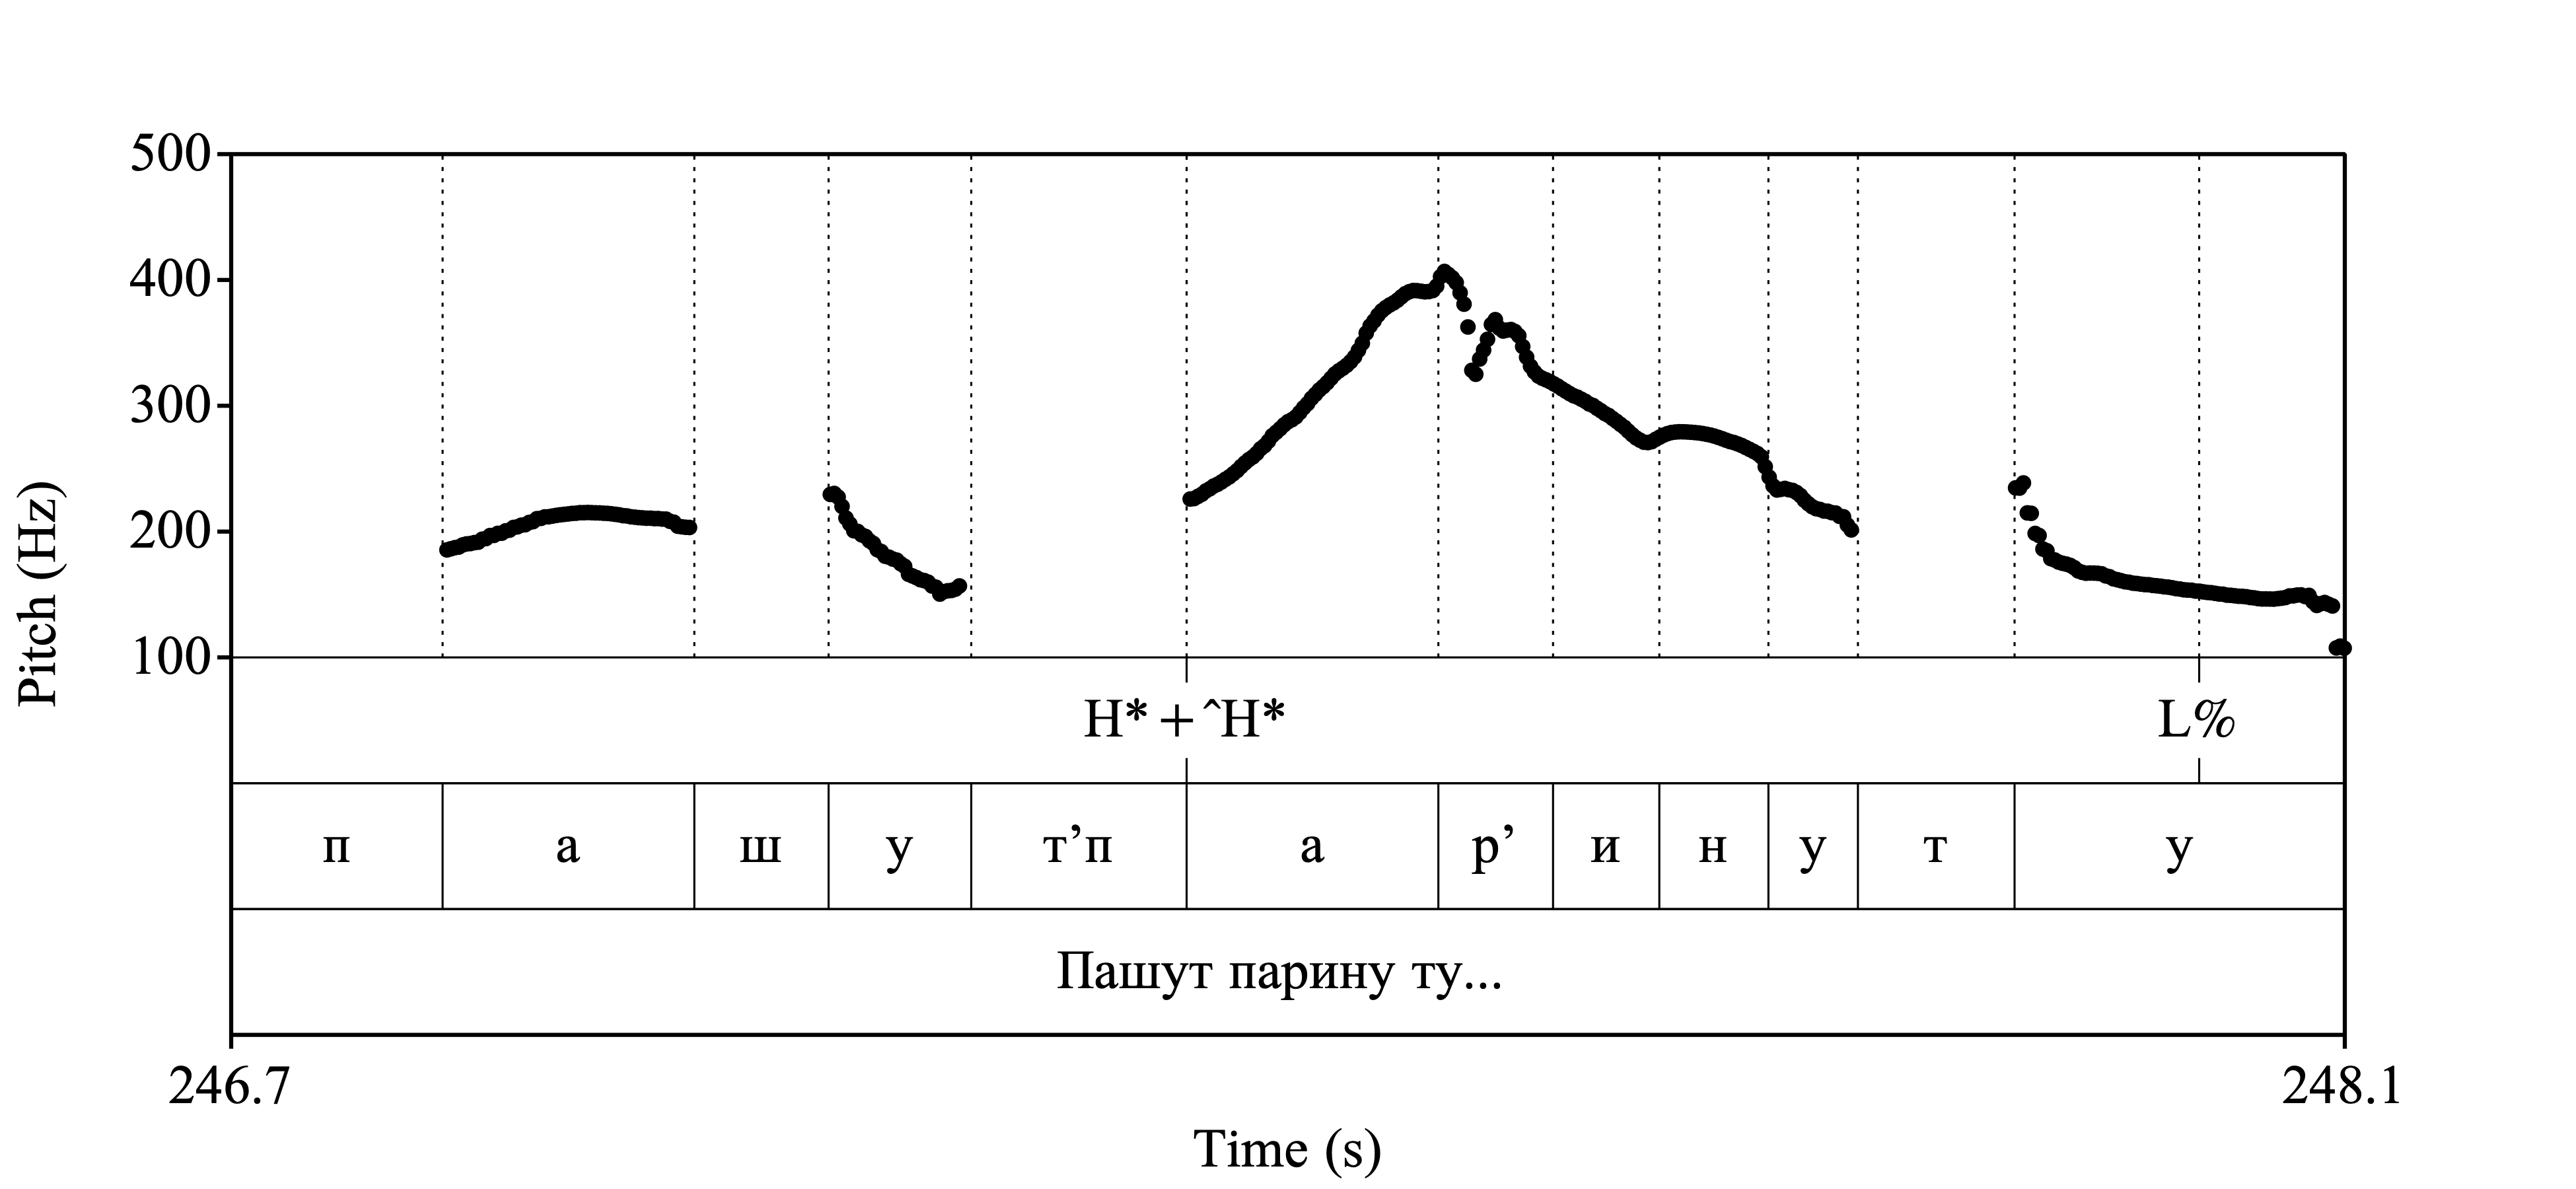 500
400
300
200
100
Pitch (Hz)
H* + ˆH* L%
п а ш у т’п а р’ и н у т у
Пашут парину ту...
246.7 248.1
Time (s)